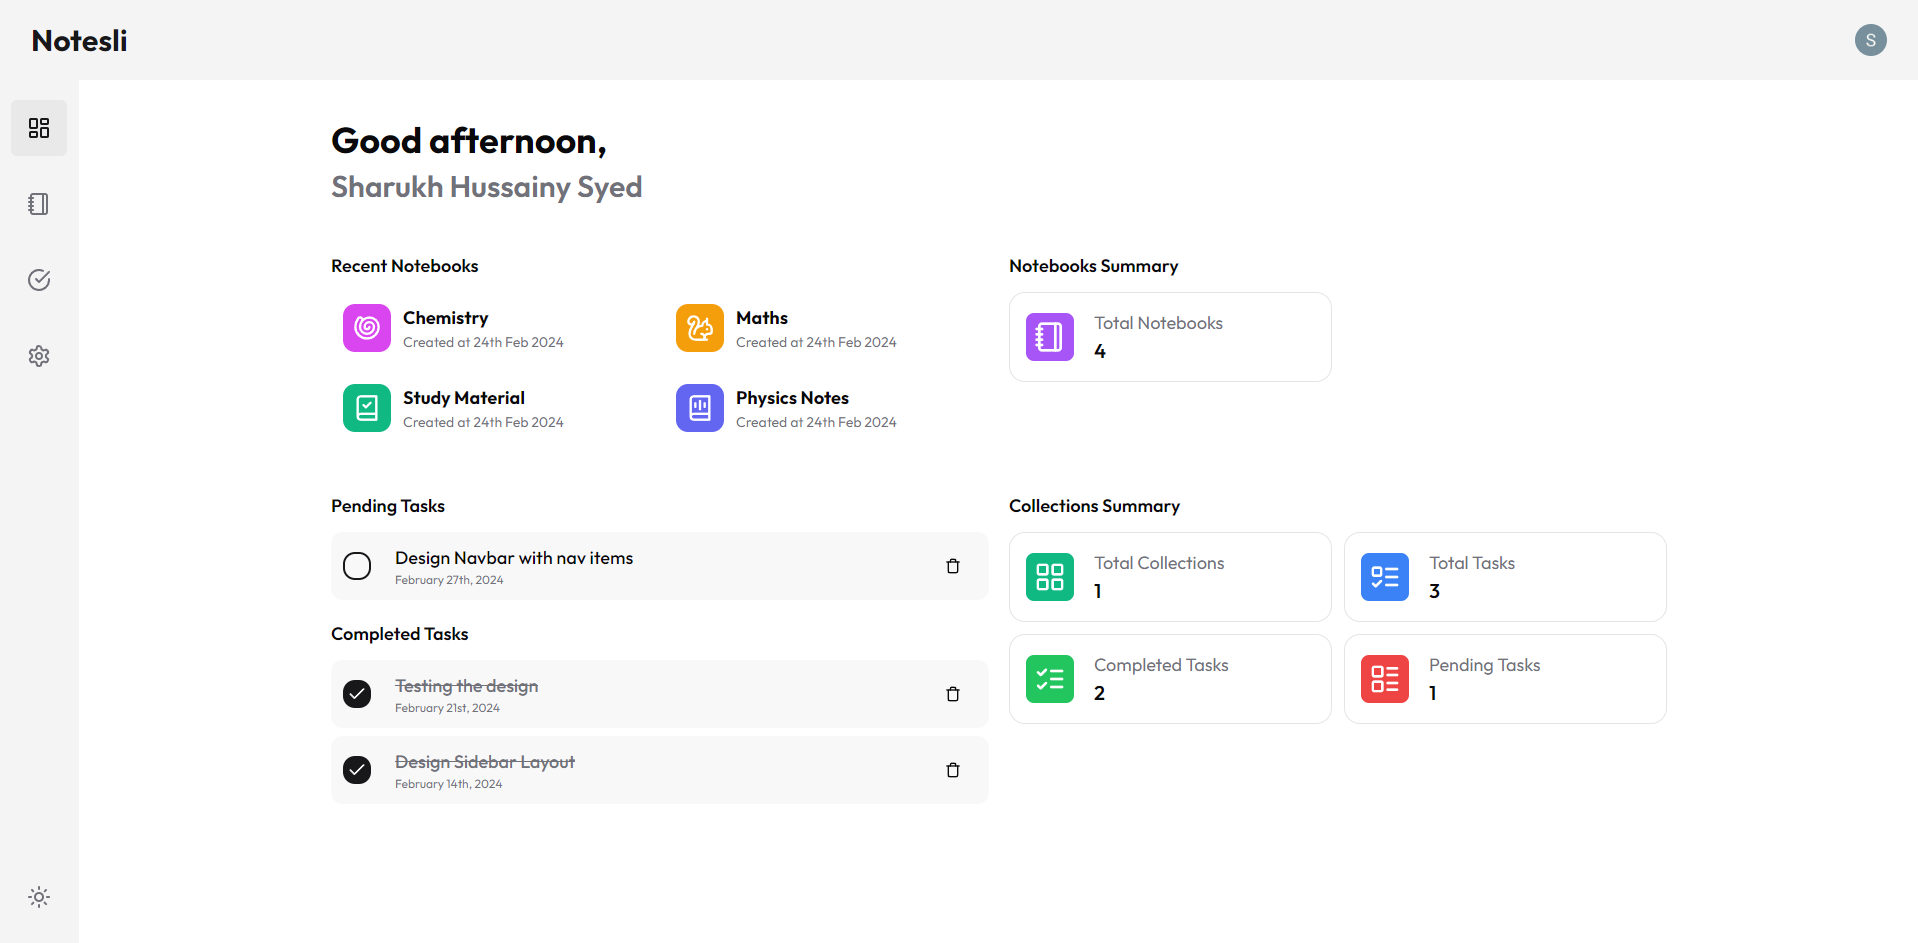 Notesli
S
Good afternoon,
Sharukh Hussainy Syed
Recent Notebooks
Chemistry
Created at 24th Feb 2024
Maths
Created at 24th Feb 2024
Study Material
Created at 24th Feb 2024
Physics Notes
Created at 24th Feb 2024
Notebooks Summary
Total Notebooks
4
Pending Tasks
Design Navbar with nav items
February 27th, 2024
Completed Tasks
Testing the design
February 21st, 2024
Design Sidebar Layout
February 14th, 2024
Collections Summary
Total Collections
1
Total Tasks
3
Completed Tasks
2
Pending Tasks
1